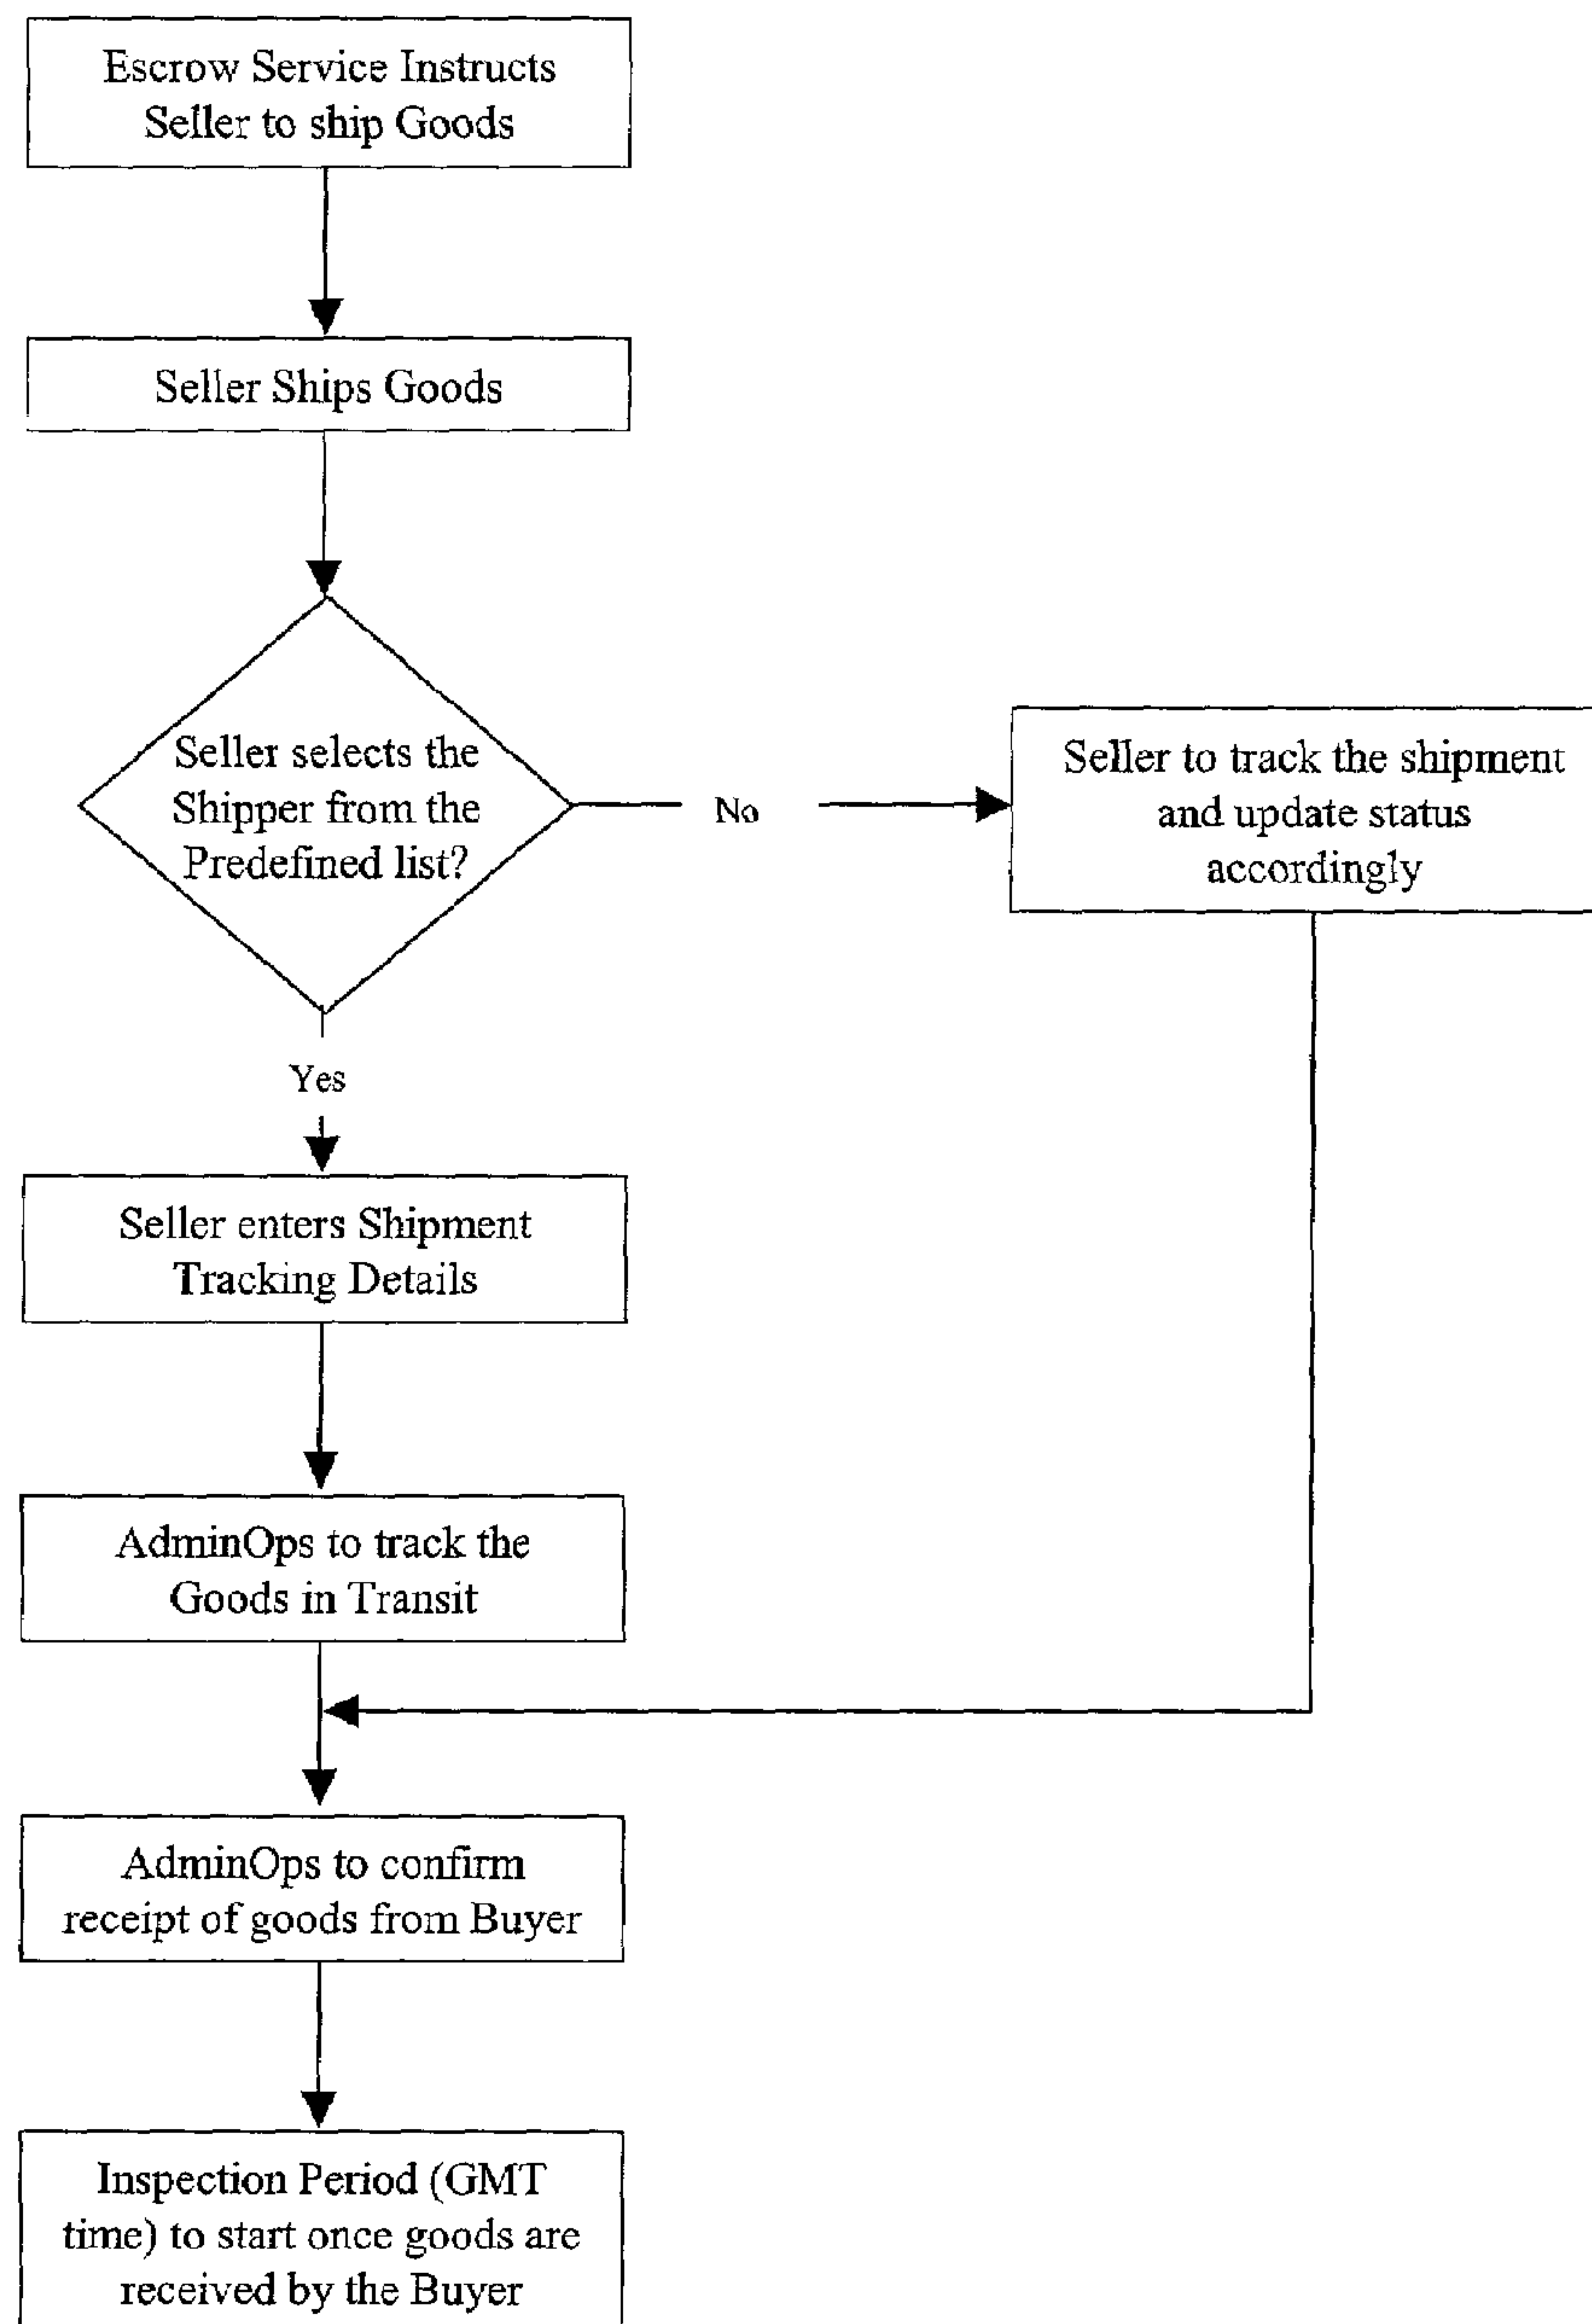 Escrow Service Instructs
Seller to ship Goods
Seller Ships Goods
Seller selects the
Shipper from the
Predefined list?
No
Seller to track the shipment
and update status
accordingly
Yes
Seller enters Shipment
Tracking Details
AdminOps to track the
Goods in Transit
AdminOps to confirm
receipt of goods from Buyer
Inspection Period (GMT
time) to start once goods are
received by the Buyer